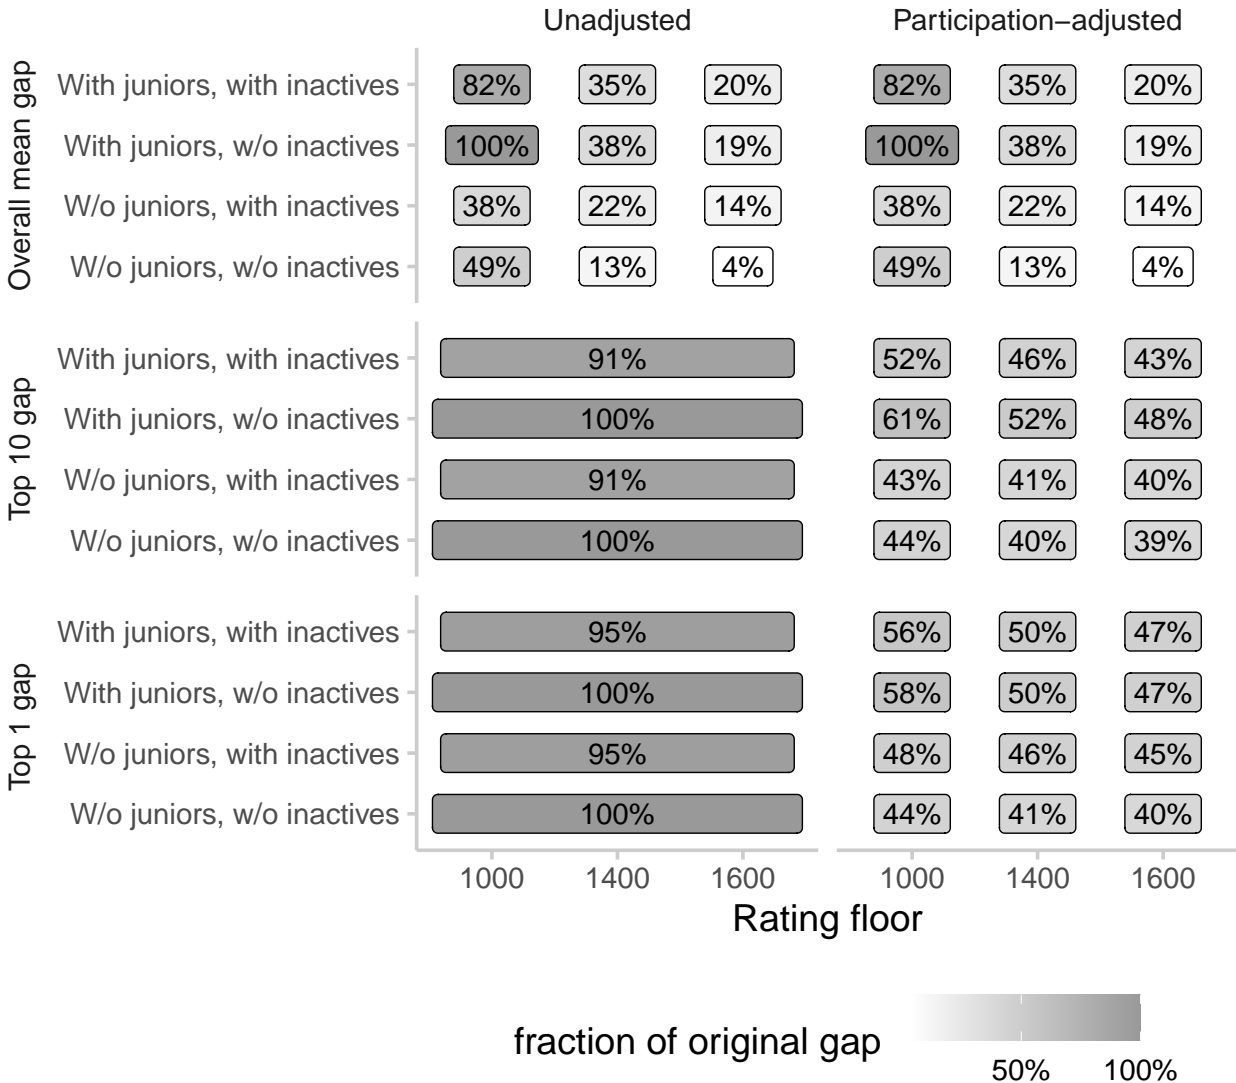 Unadjusted Participation−adjusted
Overall mean gap
With juniors, with inactives 82% 35% 20% 82% 35% 20%
With juniors, w/o inactives 100% 38% 19% 100% 38% 19%
W/o juniors, with inactives 38% 22% 14% 38% 22% 14%
W/o juniors, w/o inactives 49% 13% 4% 49% 13% 4%
Top 10 gap
With juniors, with inactives 91% 52% 46% 43%
With juniors, w/o inactives 100% 61% 52% 48%
W/o juniors, with inactives 91% 43% 41% 40%
W/o juniors, w/o inactives 100% 44% 40% 39%
Top 1 gap
With juniors, with inactives 95% 56% 50% 47%
With juniors, w/o inactives 100% 58% 50% 47%
W/o juniors, with inactives 95% 48% 46% 45%
W/o juniors, w/o inactives 100% 44% 41% 40%
1000 1400 1600 1000 1400 1600
Rating floor
fraction of original gap
50% 100%